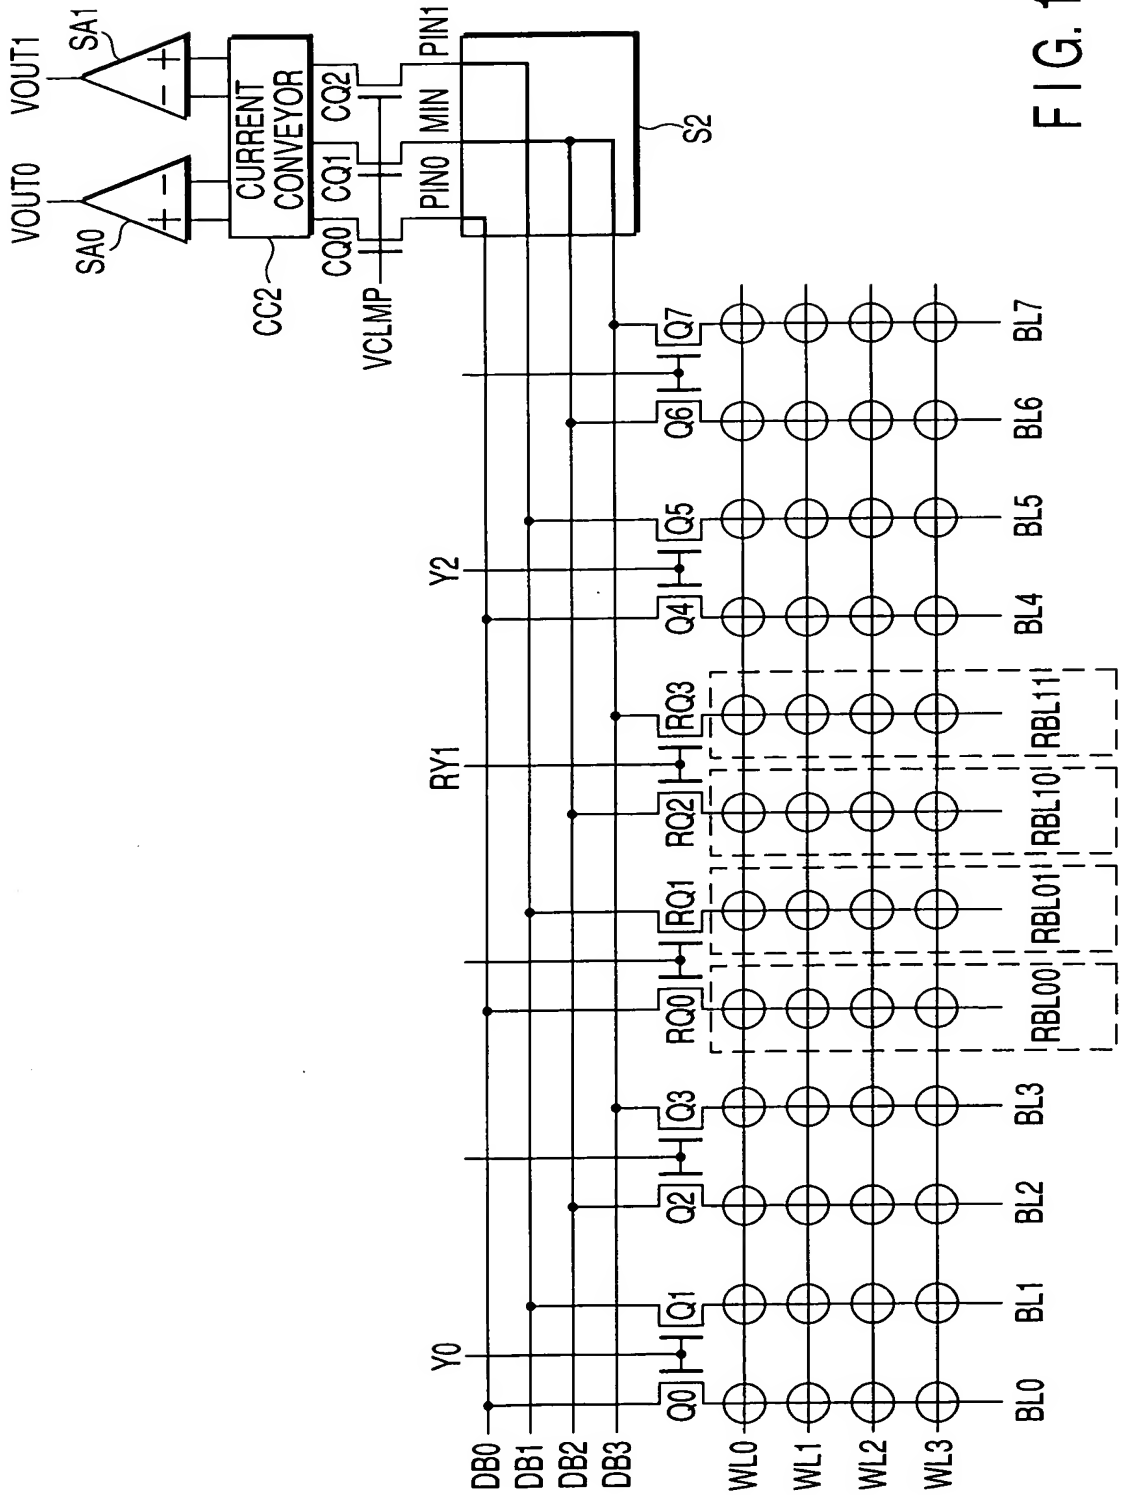 VOUT0 VOUT1
SA0 SA1
+ − − +
CURRENT
CONVEYOR
CC2
CQ0 CQ1 CQ2
VCLMP
PIN0 MIN PIN1
S2
Y0 RY1 Y2
DB0
DB1
DB2
DB3
Q0 Q1 Q2 Q3 RQ0 RQ1 RQ2 RQ3 Q4 Q5 Q6 Q7
WL0
WL1
WL2
WL3
BL0 BL1 BL2 BL3 RBL00 RBL01 RBL10 RBL11 BL4 BL5 BL6 BL7